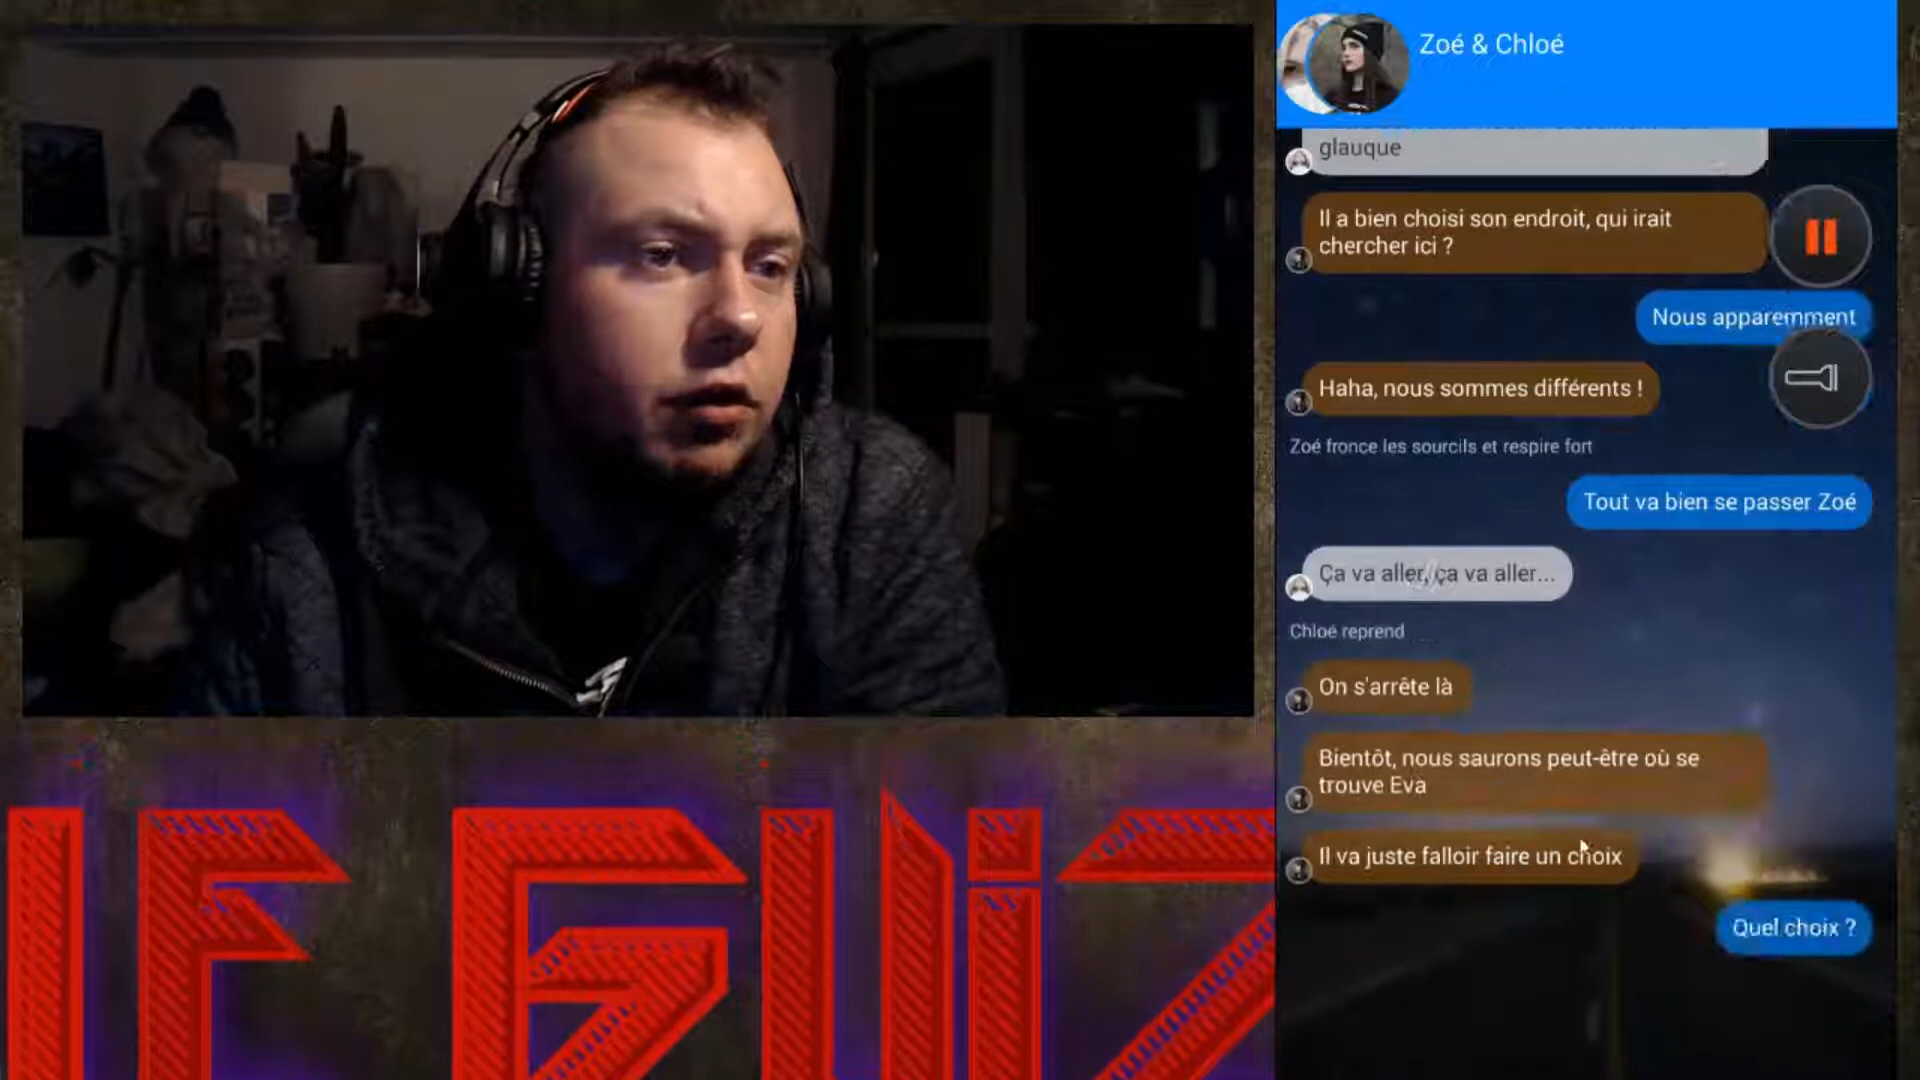 Zoé & Chloé
glauque
Il a bien choisi son endroit, qui irait
chercher ici ?
Nous apparemment
Haha, nous sommes différents !
Zoé fronce les sourcils et respire fort
Tout va bien se passer Zoé
Ça va aller, ça va aller...
Chloé reprend
On s'arrête là
Bientôt, nous saurons peut-être où se
trouve Eva
Il va juste falloir faire un choix
Quel choix ?